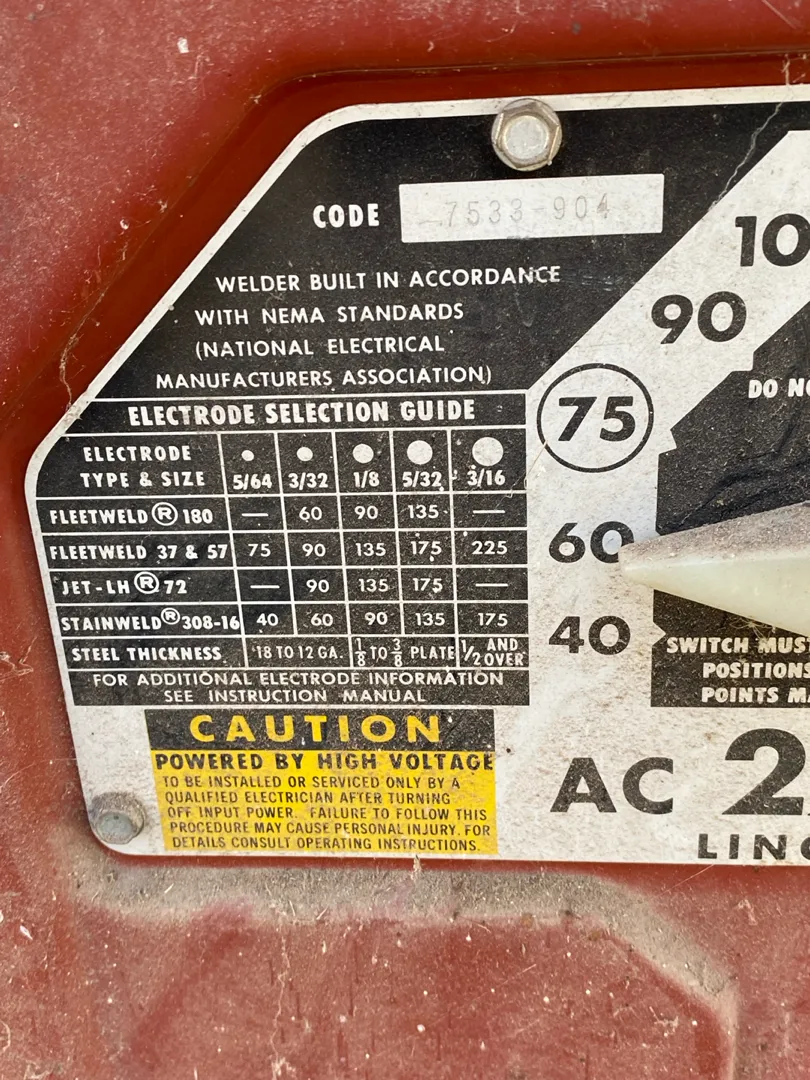 CODE 7533-904
WELDER BUILT IN ACCORDANCE
WITH NEMA STANDARDS
(NATIONAL ELECTRICAL
MANUFACTURERS ASSOCIATION)
ELECTRODE SELECTION GUIDE
ELECTRODE
TYPE & SIZE 5/64 3/32 1/8 5/32 3/16
FLEETWELD® 180 — 60 90 135 —
FLEETWELD 37 & 57 75 90 135 175 225
JET-LH® 72 — 90 135 175 —
STAINWELD® 308-16 40 60 90 135 175
STEEL THICKNESS 18 TO 12 GA. 1/8 TO 3/8 PLATE 1/2 AND OVER
FOR ADDITIONAL ELECTRODE INFORMATION
SEE INSTRUCTION MANUAL
CAUTION
POWERED BY HIGH VOLTAGE
TO BE INSTALLED OR SERVICED ONLY BY A
QUALIFIED ELECTRICIAN AFTER TURNING
OFF INPUT POWER. FAILURE TO FOLLOW THIS
PROCEDURE MAY CAUSE PERSONAL INJURY. FOR
DETAILS CONSULT OPERATING INSTRUCTIONS.
10
90
75
60
40
DO NO
SWITCH MUS
POSITIONS
POINTS MA
AC 2
LINC